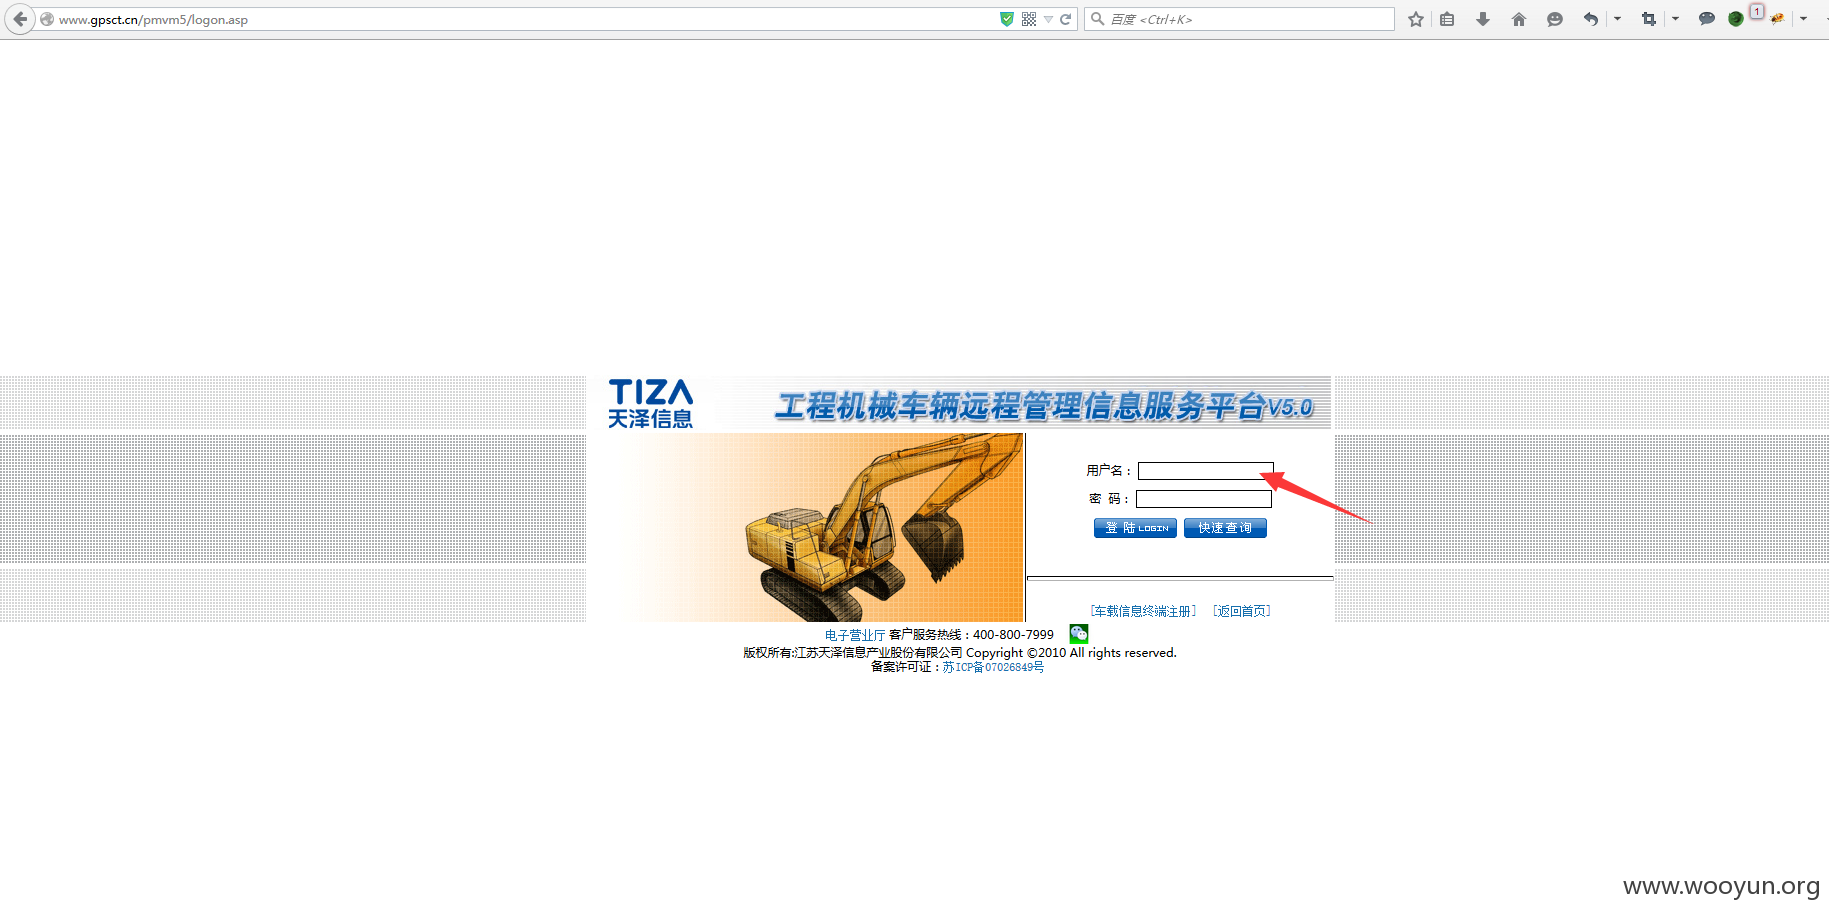 www.gpsct.cn/pmvm5/logon.asp
百度 <Ctrl+K>
1
TIZA
天泽信息
工程机械车辆远程管理信息服务平台V5.0
用户名：
密 码：
登 陆 LOGIN
快速查询
[车载信息终端注册] [返回首页]
电子营业厅 客户服务热线：400-800-7999
版权所有:江苏天泽信息产业股份有限公司 Copyright ©2010 All rights reserved.
备案许可证：苏ICP备07026849号
www.wooyun.org